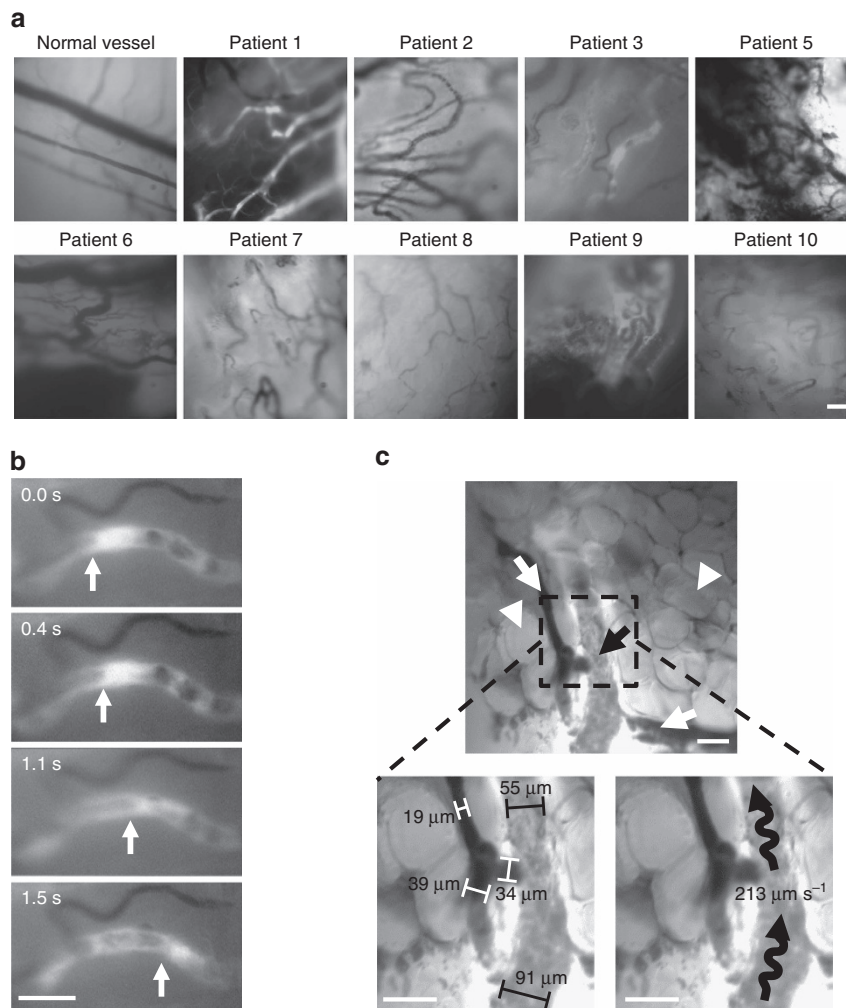 a
Normal vessel Patient 1 Patient 2 Patient 3 Patient 5
Patient 6 Patient 7 Patient 8 Patient 9 Patient 10
b
0.0 s
0.4 s
1.1 s
1.5 s
c
55 μm
19 μm
39 μm
34 μm
91 μm
213 μm s⁻¹